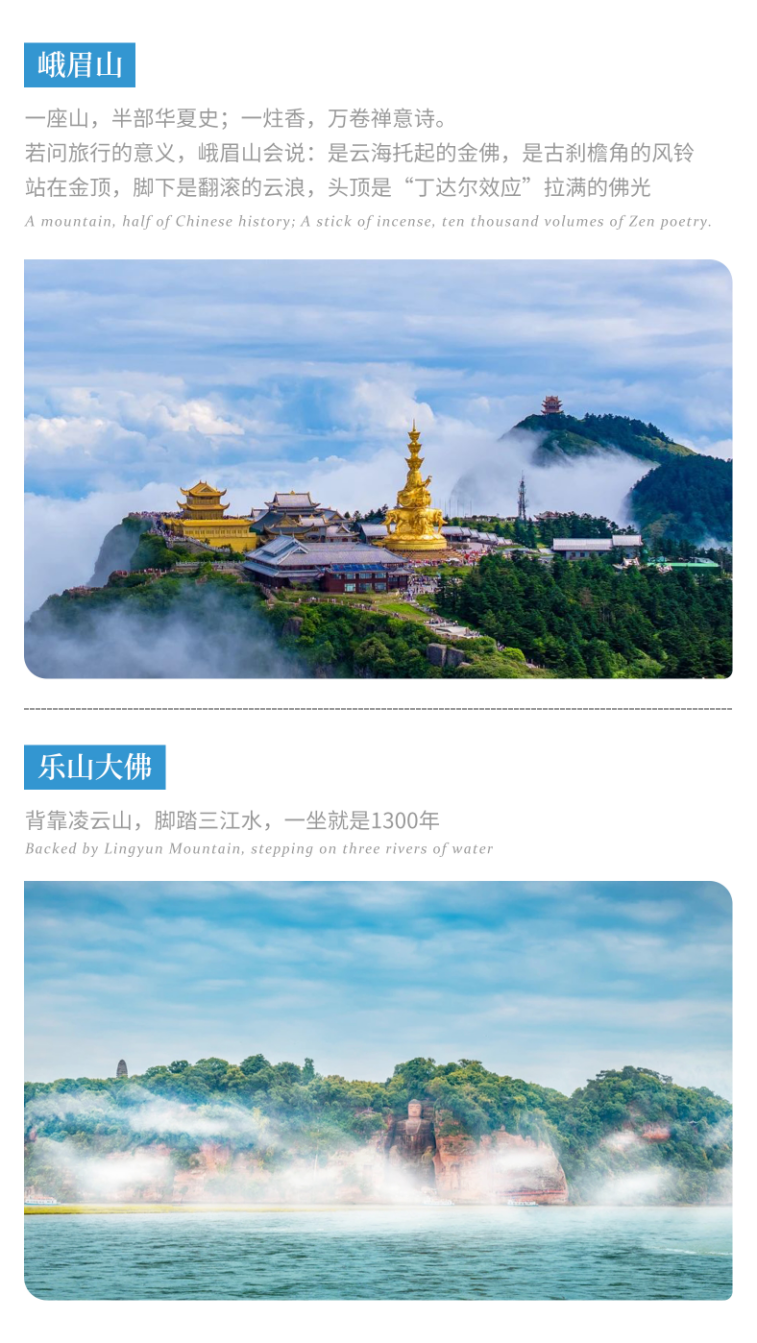 峨眉山
一座山，半部华夏史；一炷香，万卷禅意诗。
若问旅行的意义，峨眉山会说：是云海托起的金佛，是古刹檐角的风铃
站在金顶，脚下是翻滚的云浪，头顶是“丁达尔效应”拉满的佛光
A mountain, half of Chinese history; A stick of incense, ten thousand volumes of Zen poetry.
乐山大佛
背靠凌云山，脚踏三江水，一坐就是1300年
Backed by Lingyun Mountain, stepping on three rivers of water